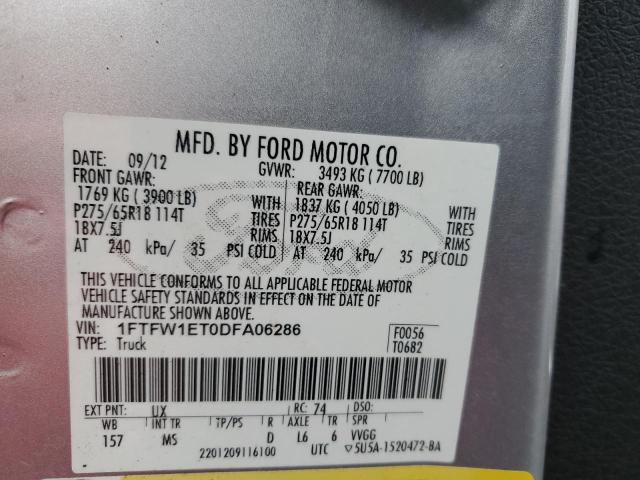 MFD. BY FORD MOTOR CO.
DATE: 09/12 GVWR: 3493 KG ( 7700 LB)
FRONT GAWR: REAR GAWR:
1769 KG ( 3900 LB) WITH 1837 KG ( 4050 LB) WITH
P275/65R18 114T TIRES P275/65R18 114T TIRES
18X7.5J RIMS 18X7.5J RIMS
AT 240 kPa/ 35 PSI COLD AT 240 kPa/ 35 PSI COLD
THIS VEHICLE CONFORMS TO ALL APPLICABLE FEDERAL MOTOR
VEHICLE SAFETY STANDARDS IN EFFECT ON THE DATE OF
MANUFACTURE SHOWN ABOVE.
VIN: 1FTFW1ET0DFA06286 F0056
TYPE: Truck T0682
EXT PNT: UX RC: 74 DSO:
WB INT TR TP/PS R AXLE TR SPR
157 MS D L6 6 VVGG
2201209116100 UTC 5U5A-1520472-BA